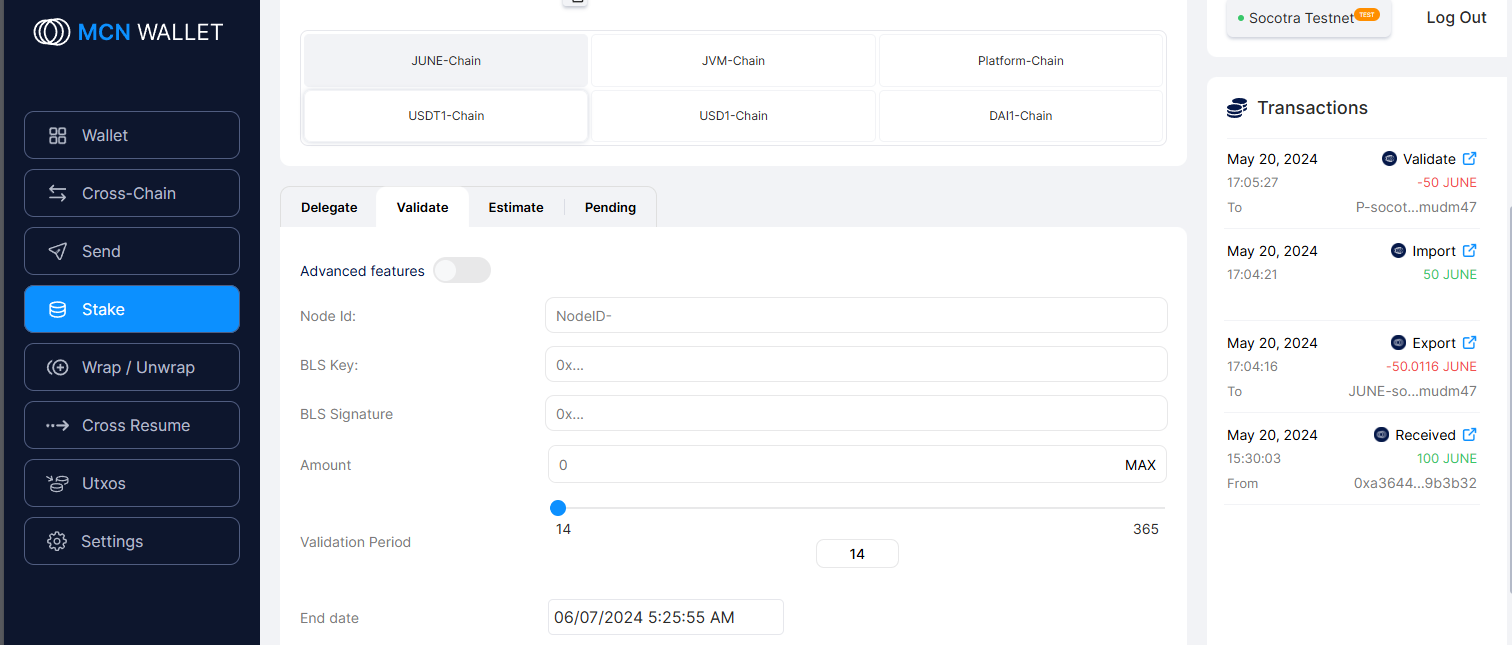 MCN WALLET
Wallet
Cross-Chain
Send
Stake
Wrap / Unwrap
Cross Resume
Utxos
Settings
JUNE-Chain
JVM-Chain
Platform-Chain
USDT1-Chain
USD1-Chain
DAI1-Chain
Delegate
Validate
Estimate
Pending
Advanced features
Node Id:
NodeID-
BLS Key:
0x...
BLS Signature
0x...
Amount
0
MAX
14
365
Validation Period
14
End date
06/07/2024 5:25:55 AM
Socotra Testnet TEST
Log Out
Transactions
May 20, 2024 Validate
17:05:27 -50 JUNE
To P-socot...mudm47
May 20, 2024 Import
17:04:21 50 JUNE
May 20, 2024 Export
17:04:16 -50.0116 JUNE
To JUNE-so...mudm47
May 20, 2024 Received
15:30:03 100 JUNE
From 0xa3644...9b3b32